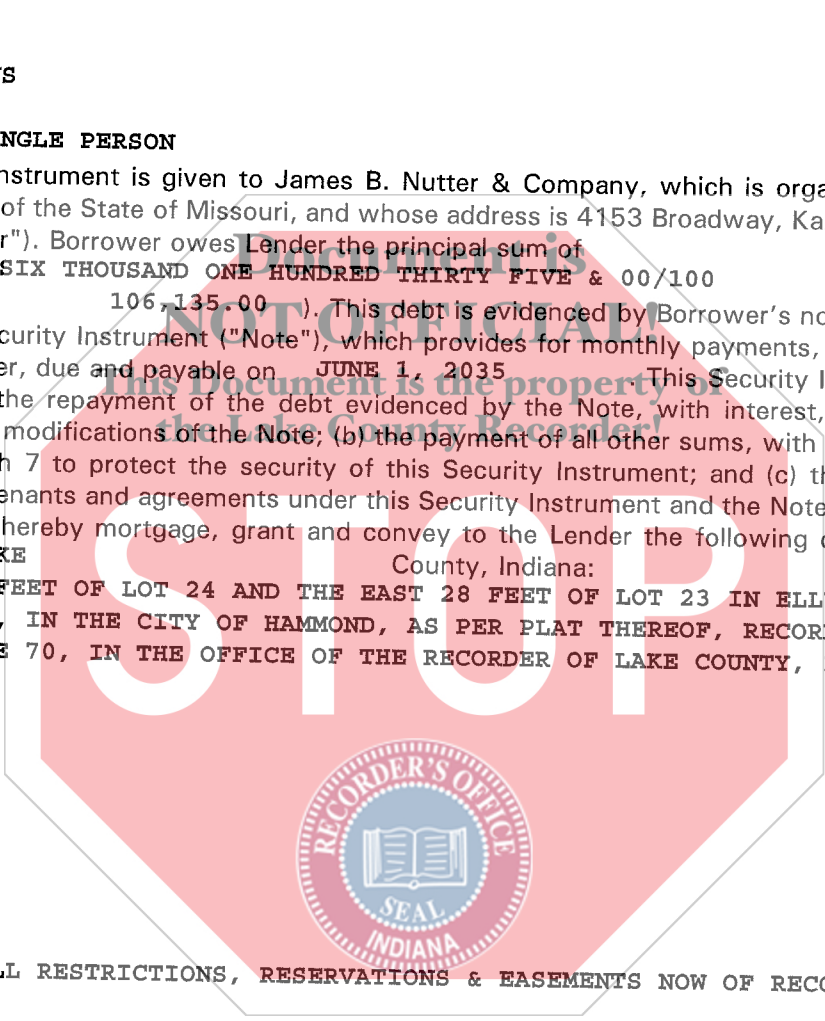 S
NGLE PERSON
nstrument is given to James B. Nutter & Company, which is orga
of the State of Missouri, and whose address is 4153 Broadway, Ka
r"). Borrower owes Lender the principal sum of
SIX THOUSAND ONE HUNDRED THIRTY FIVE & 00/100
106,135.00 ). This debt is evidenced by Borrower's no
curity Instrument ("Note"), which provides for monthly payments,
er, due and payable on JUNE 1, 2035 This Security I
the repayment of the debt evidenced by the Note, with interest,
modifications of the Note; (b) the payment of all other sums, with
h 7 to protect the security of this Security Instrument; and (c) th
enants and agreements under this Security Instrument and the Note
hereby mortgage, grant and convey to the Lender the following d
KE County, Indiana:
FEET OF LOT 24 AND THE EAST 28 FEET OF LOT 23 IN ELL
, IN THE CITY OF HAMMOND, AS PER PLAT THEREOF, RECOR
E 70, IN THE OFFICE OF THE RECORDER OF LAKE COUNTY,
LL RESTRICTIONS, RESERVATIONS & EASEMENTS NOW OF RECO
Document is
NOT OFFICIAL!
This Document is the property of
the Lake County Recorder!
STOP
RECORDER'S OFFICE
SEAL
INDIANA